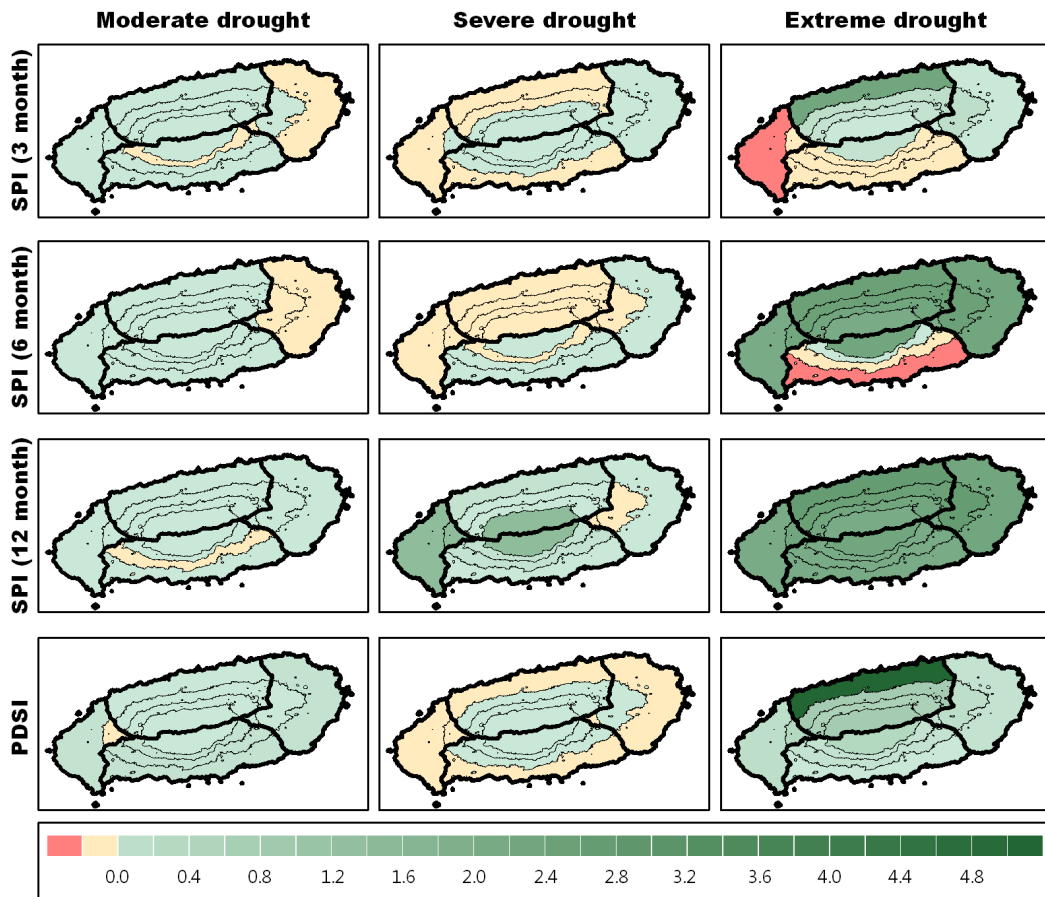 Moderate drought Severe drought Extreme drought
SPI (3 month)
SPI (6 month)
SPI (12 month)
PDSI
0.0 0.4 0.8 1.2 1.6 2.0 2.4 2.8 3.2 3.6 4.0 4.4 4.8